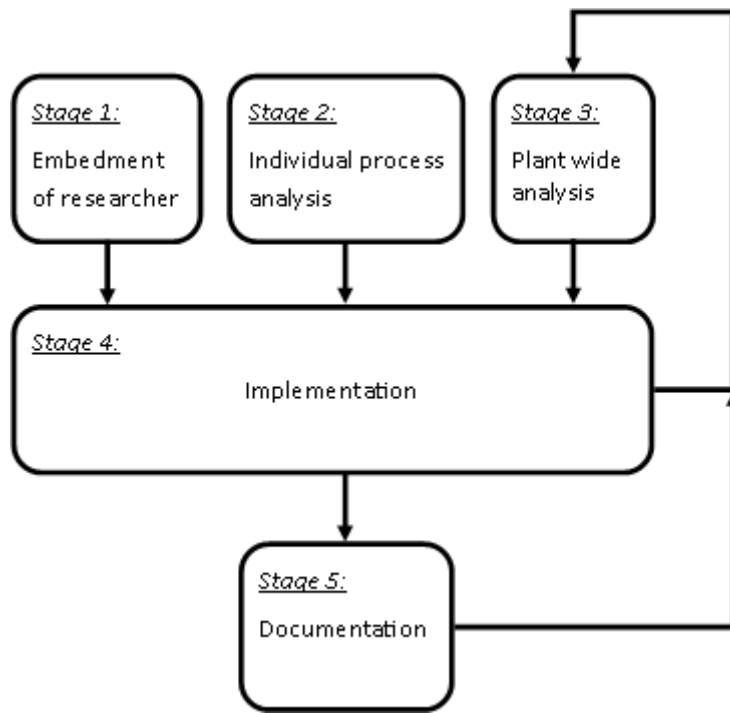 Stage 1:
Embedment
of researcher
Stage 2:
Individual process
analysis
Stage 3:
Plant wide
analysis
Stage 4:
Implementation
Stage 5:
Documentation